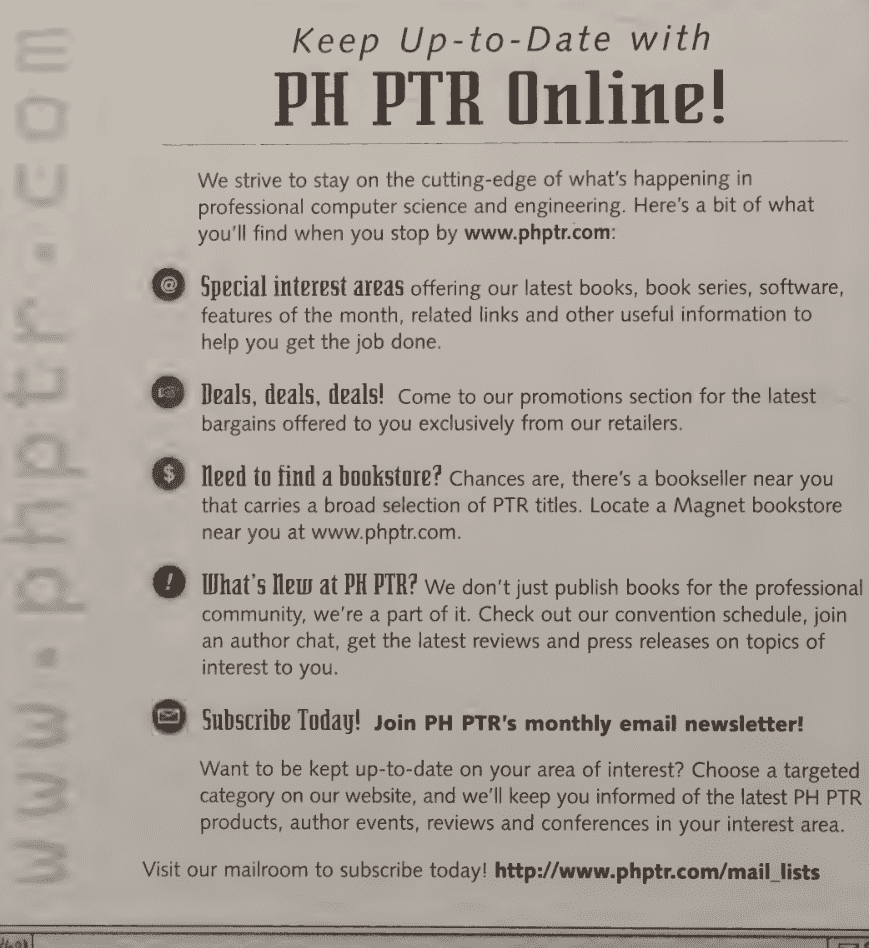 Keep Up-to-Date with
PH PTR Online!
We strive to stay on the cutting-edge of what's happening in
professional computer science and engineering. Here's a bit of what
you'll find when you stop by www.phptr.com:
@ Special interest areas offering our latest books, book series, software,
features of the month, related links and other useful information to
help you get the job done.
Deals, deals, deals! Come to our promotions section for the latest
bargains offered to you exclusively from our retailers.
$ Need to find a bookstore? Chances are, there's a bookseller near you
that carries a broad selection of PTR titles. Locate a Magnet bookstore
near you at www.phptr.com.
! What's New at PH PTR? We don't just publish books for the professional
community, we're a part of it. Check out our convention schedule, join
an author chat, get the latest reviews and press releases on topics of
interest to you.
Subscribe Today! Join PH PTR's monthly email newsletter!
Want to be kept up-to-date on your area of interest? Choose a targeted
category on our website, and we'll keep you informed of the latest PH PTR
products, author events, reviews and conferences in your interest area.
Visit our mailroom to subscribe today! http://www.phptr.com/mail_lists
www.phptr.com